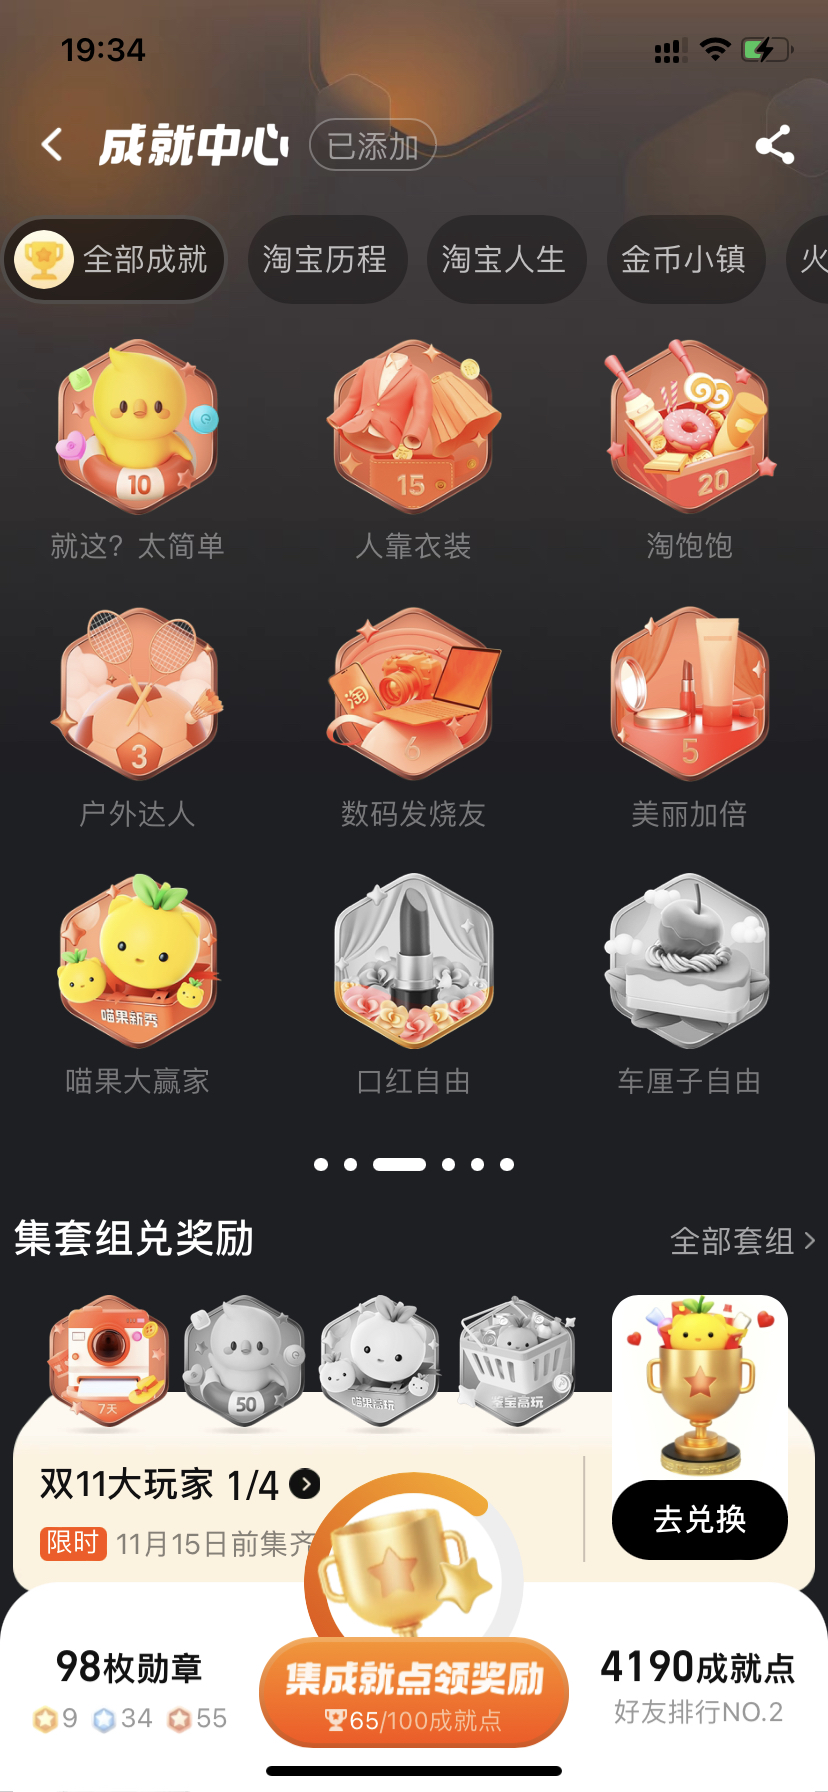 19:34
成就中心
已添加
全部成就
淘宝历程
淘宝人生
金币小镇
火
10
15
20
就这？太简单
人靠衣装
淘饱饱
3
淘
6
5
户外达人
数码发烧友
美丽加倍
喵果新秀
喵果大赢家
口红自由
车厘子自由
集套组兑奖励
全部套组
7天
50
喵果高玩
鉴宝高玩
双11大玩家 1/4
限时
11月15日前集齐
去兑换
98枚勋章
9 34 55
集成就点领奖励
65/100成就点
4190成就点
好友排行NO.2